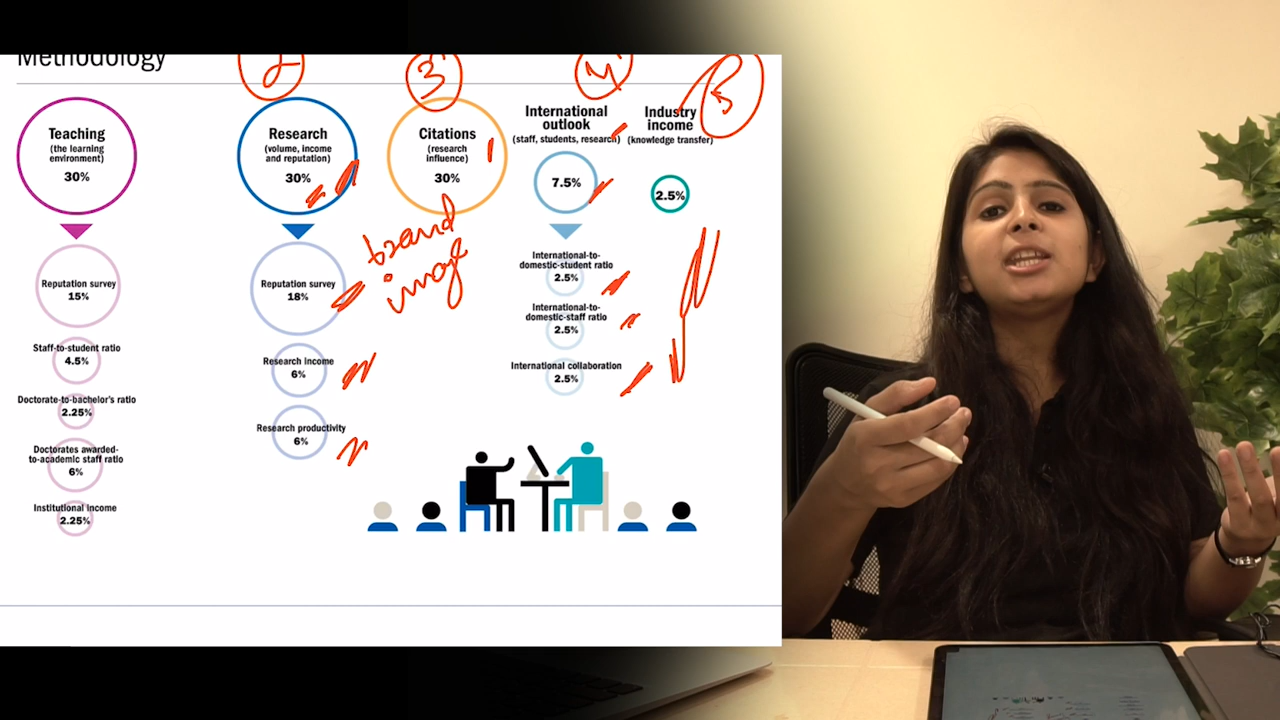 Methodology
2
3
4
5
Teaching
(the learning
environment)
30%
Reputation survey
15%
Staff-to-student ratio
4.5%
Doctorate-to-bachelor's ratio
2.25%
Doctorates awarded-
to-academic staff ratio
6%
Institutional income
2.25%
Research
(volume, income
and reputation)
30%
Reputation survey
18%
Research income
6%
Research productivity
6%
Citations
(research
influence)
30%
brand
image
International
outlook
(staff, students, research)
7.5%
International-to-
domestic-student ratio
2.5%
International-to-
domestic-staff ratio
2.5%
International collaboration
2.5%
Industry
income
(knowledge transfer)
2.5%